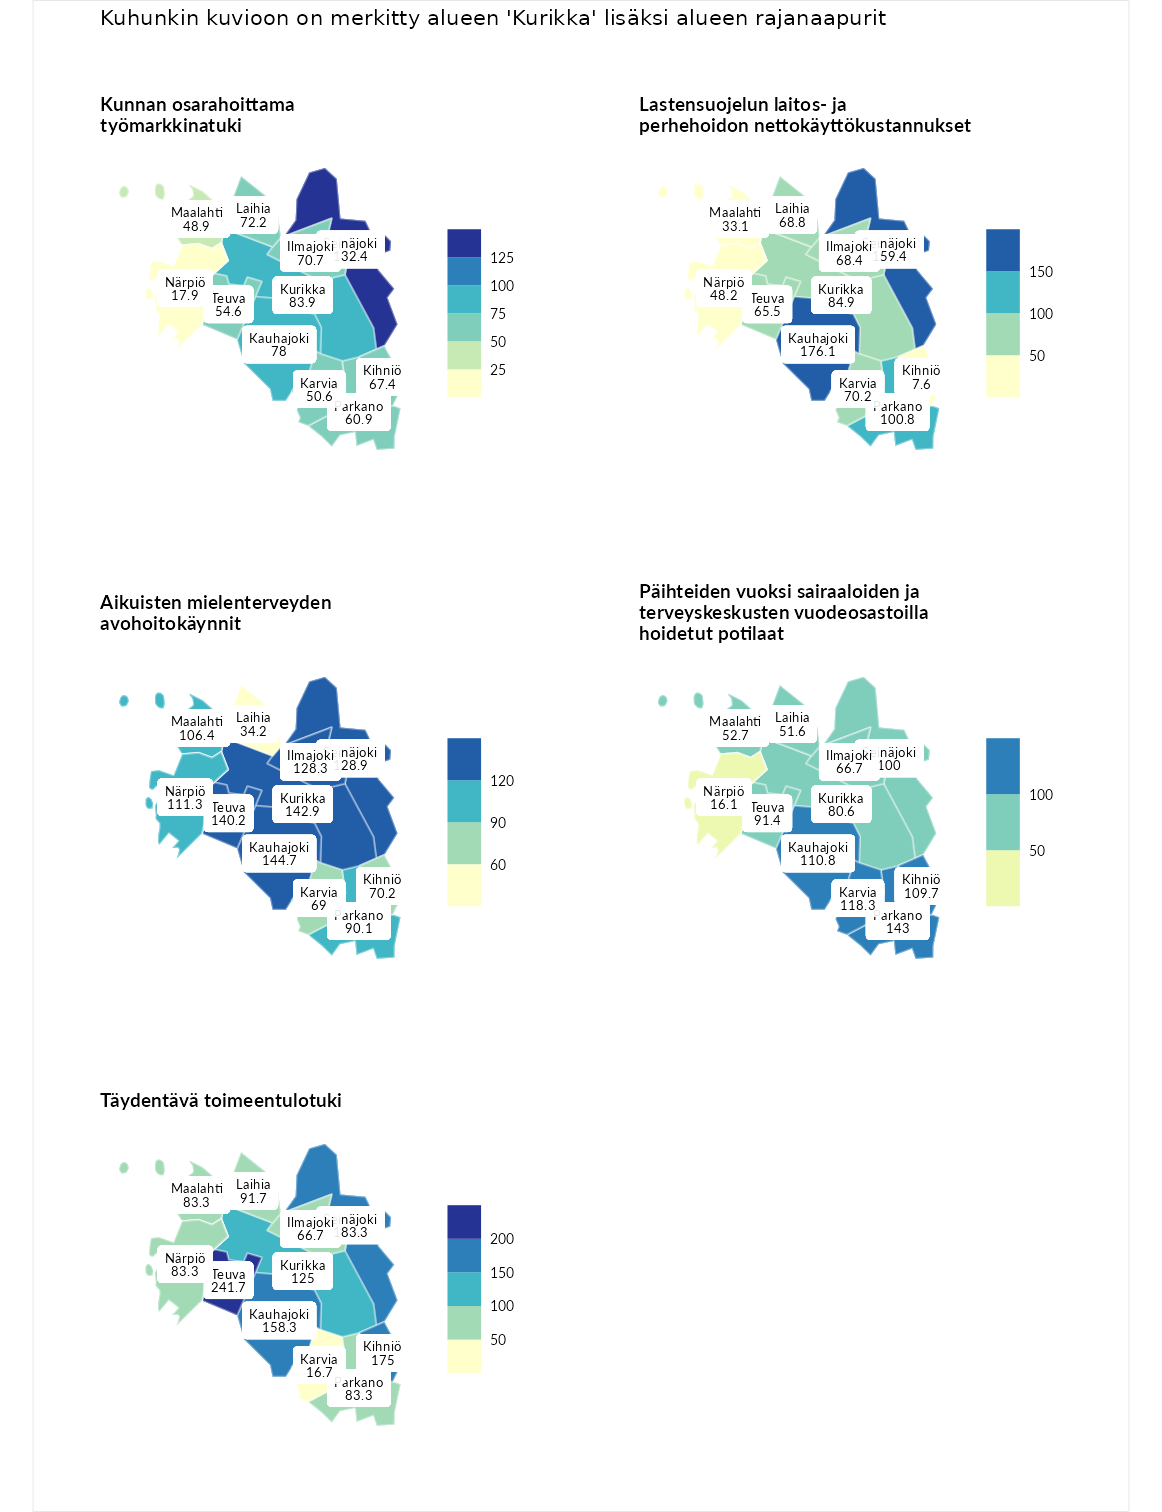 Kuhunkin kuvioon on merkitty alueen 'Kurikka' lisäksi alueen rajanaapurit
Kunnan osarahoittama
työmarkkinatuki
Maalahti
48.9
Laihia
72.2
Ilmajoki
70.7
näjoki
132.4
Närpiö
17.9
Teuva
54.6
Kurikka
83.9
Kauhajoki
78
Karvia
50.6
Kihniö
67.4
Parkano
60.9
125
100
75
50
25
Lastensuojelun laitos- ja
perhehoidon nettokäyttökustannukset
Maalahti
33.1
Laihia
68.8
Ilmajoki
68.4
näjoki
159.4
Närpiö
48.2
Teuva
65.5
Kurikka
84.9
Kauhajoki
176.1
Karvia
70.2
Kihniö
7.6
Parkano
100.8
150
100
50
Aikuisten mielenterveyden
avohoitokäynnit
Maalahti
106.4
Laihia
34.2
Ilmajoki
128.3
näjoki
28.9
Närpiö
111.3
Teuva
140.2
Kurikka
142.9
Kauhajoki
144.7
Karvia
69
Kihniö
70.2
Parkano
90.1
120
90
60
Päihteiden vuoksi sairaaloiden ja
terveyskeskusten vuodeosastoilla
hoidetut potilaat
Maalahti
52.7
Laihia
51.6
Ilmajoki
66.7
näjoki
100
Närpiö
16.1
Teuva
91.4
Kurikka
80.6
Kauhajoki
110.8
Karvia
118.3
Kihniö
109.7
Parkano
143
100
50
Täydentävä toimeentulotuki
Maalahti
83.3
Laihia
91.7
Ilmajoki
66.7
näjoki
183.3
Närpiö
83.3
Teuva
241.7
Kurikka
125
Kauhajoki
158.3
Karvia
16.7
Kihniö
175
Parkano
83.3
200
150
100
50